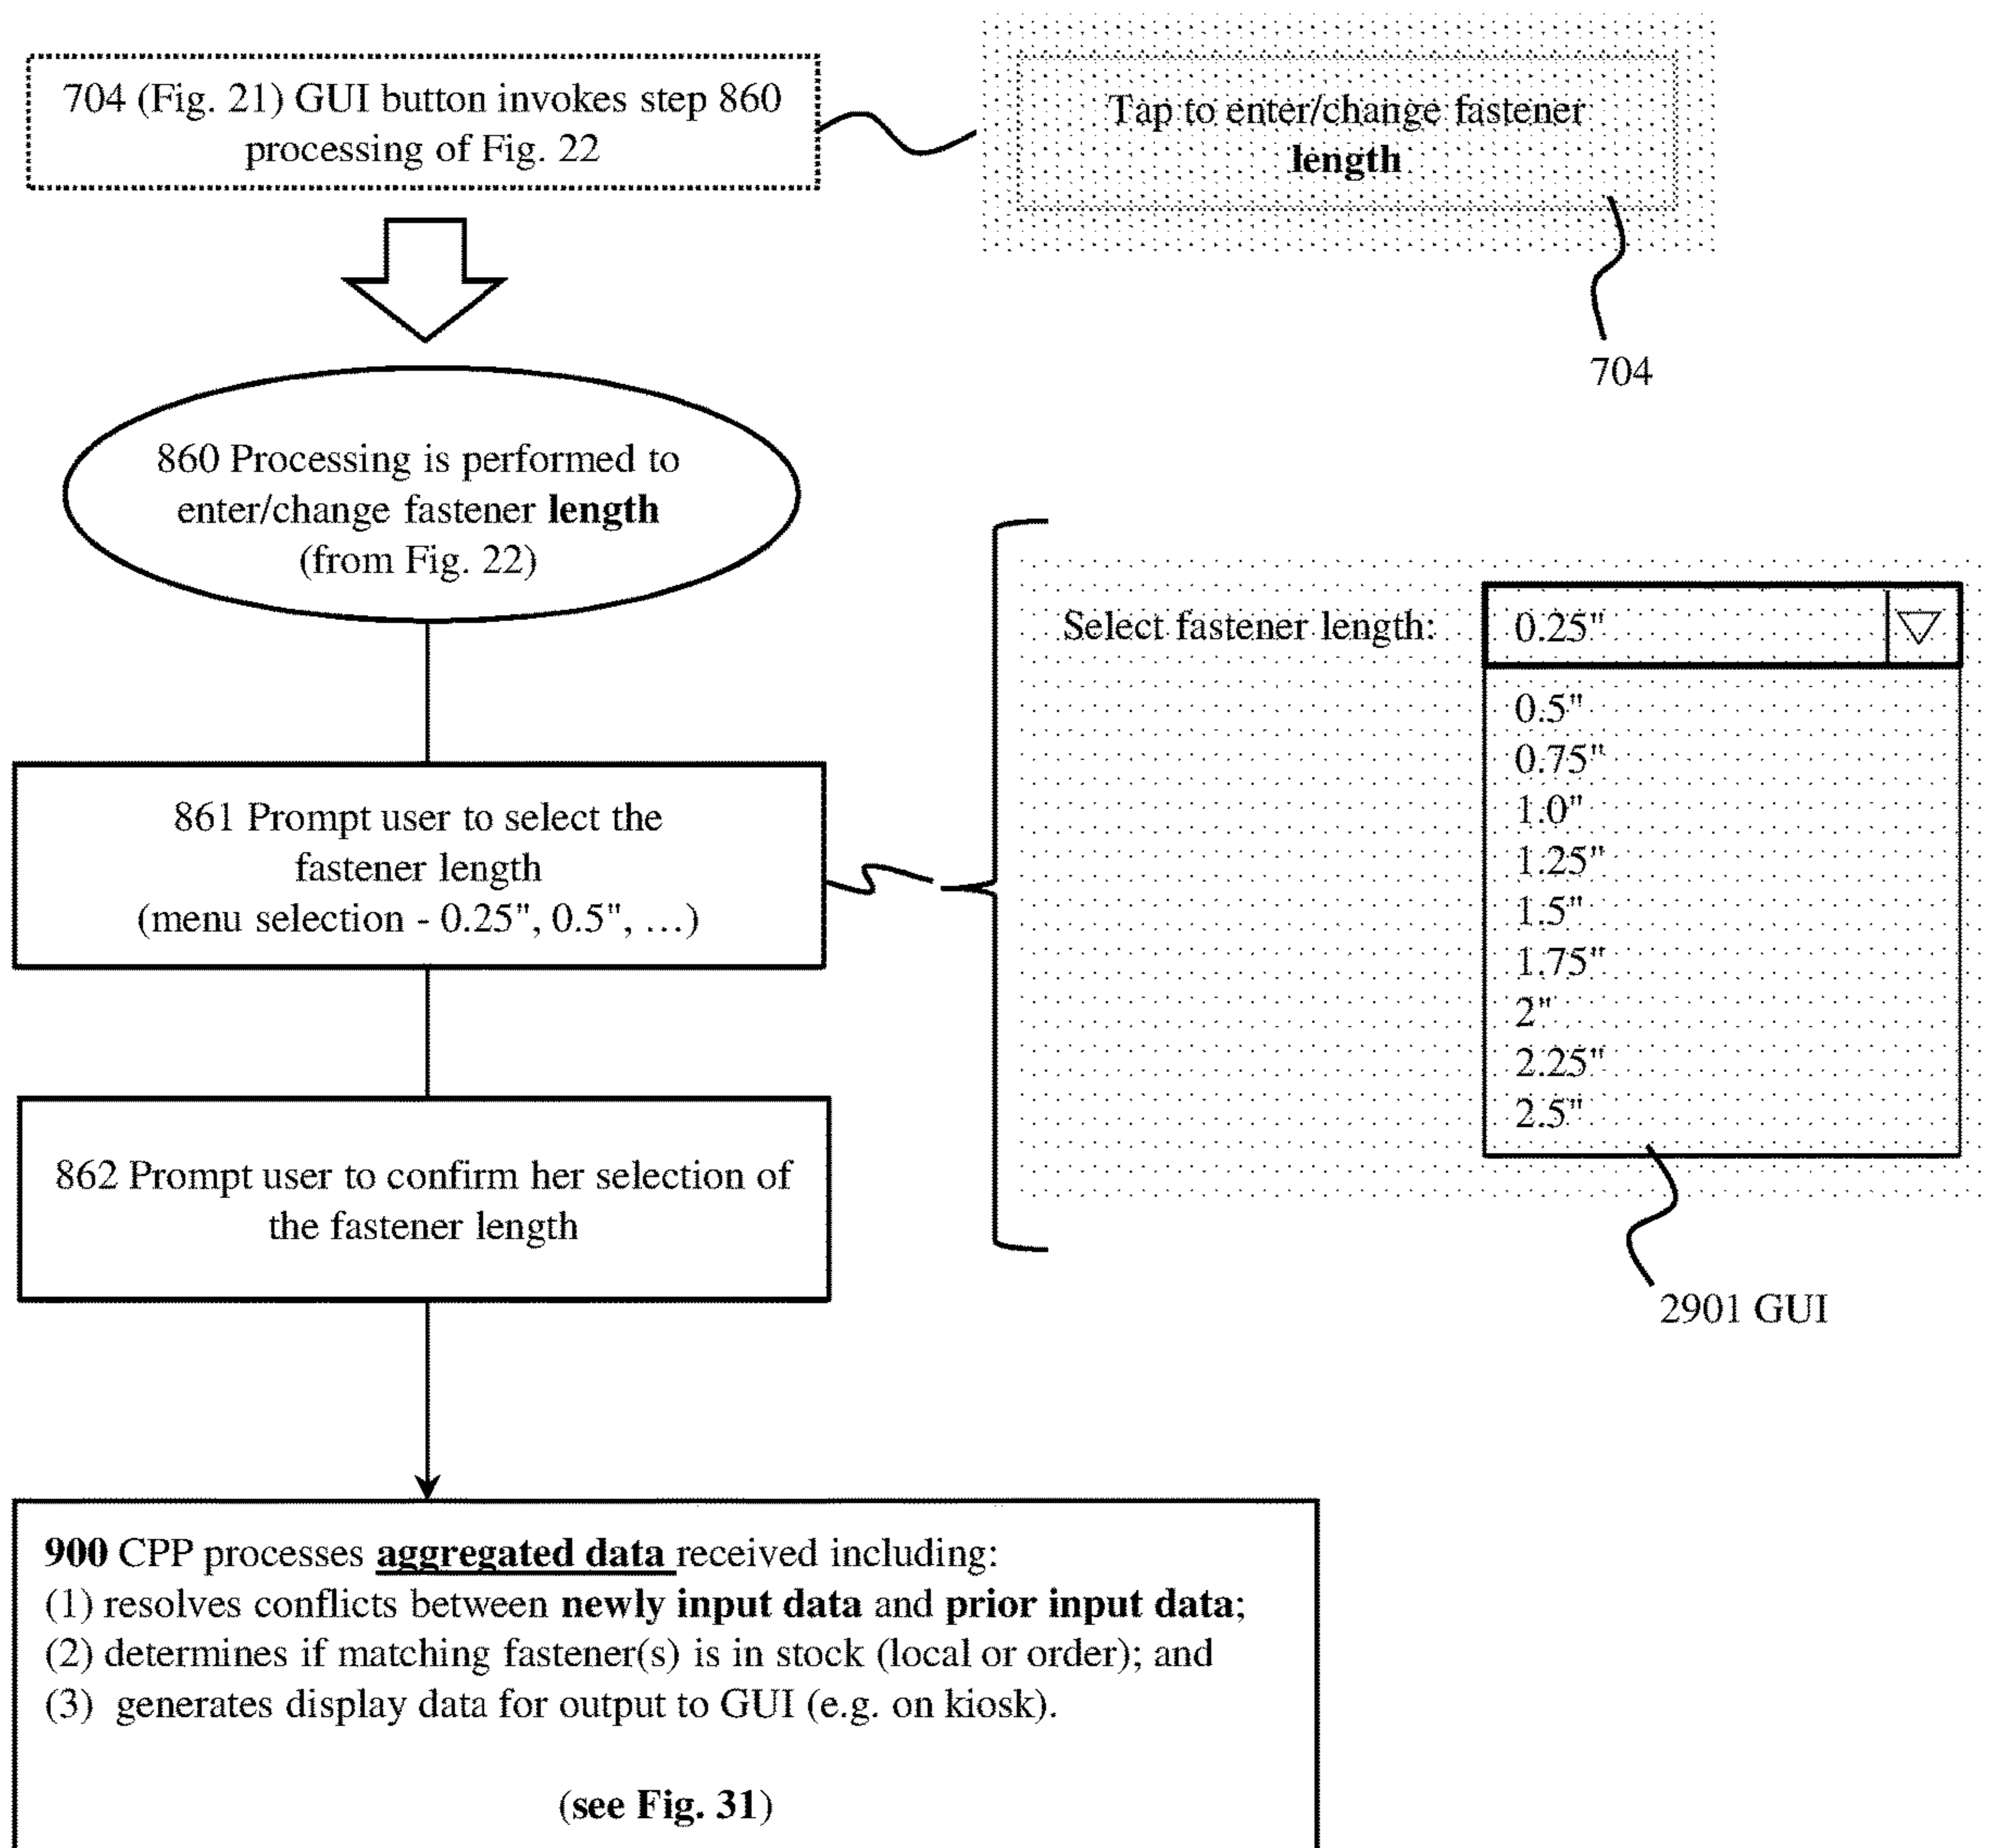 704 (Fig. 21) GUI button invokes step 860
processing of Fig. 22
Tap to enter/change fastener
length
704
860 Processing is performed to
enter/change fastener length
(from Fig. 22)
861 Prompt user to select the
fastener length
(menu selection - 0.25", 0.5", …)
Select fastener length:
0.25"
0.5"
0.75"
1.0"
1.25"
1.5"
1.75"
2"
2.25"
2.5"
2901 GUI
862 Prompt user to confirm her selection of
the fastener length
900 CPP processes aggregated data received including:
(1) resolves conflicts between newly input data and prior input data;
(2) determines if matching fastener(s) is in stock (local or order); and
(3) generates display data for output to GUI (e.g. on kiosk).
(see Fig. 31)